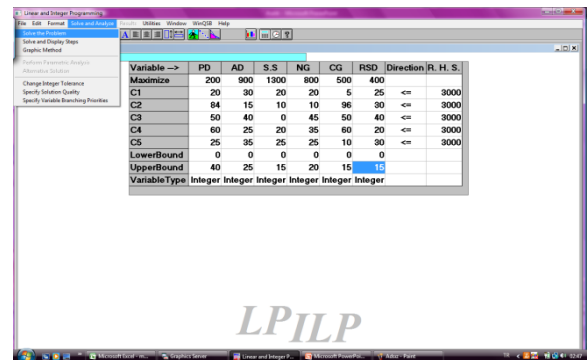 Linear and Integer Programming
File Edit Format Solve and Analyze Results Utilities Window WinQSB Help
Solve the Problem
Solve and Display Steps
Graphic Method
Perform Parametric Analysis
Alternative Solution
Change Integer Tolerance
Specify Solution Quality
Specify Variable Branching Priorities
Variable --> PD AD S.S NG CG RSD Direction R. H. S.
Maximize 200 900 1300 800 500 400
C1 20 30 20 20 5 25 <= 3000
C2 84 15 10 10 96 30 <= 3000
C3 50 40 0 45 50 40 <= 3000
C4 60 25 20 35 60 20 <= 3000
C5 25 35 25 25 10 30 <= 3000
LowerBound 0 0 0 0 0 0
UpperBound 40 25 15 20 15 15
VariableType Integer Integer Integer Integer Integer Integer
LPILP
Microsoft Excel - m... Graphics Server Linear and Integer P... Microsoft PowerPoi... Adsız - Paint TR 02:47